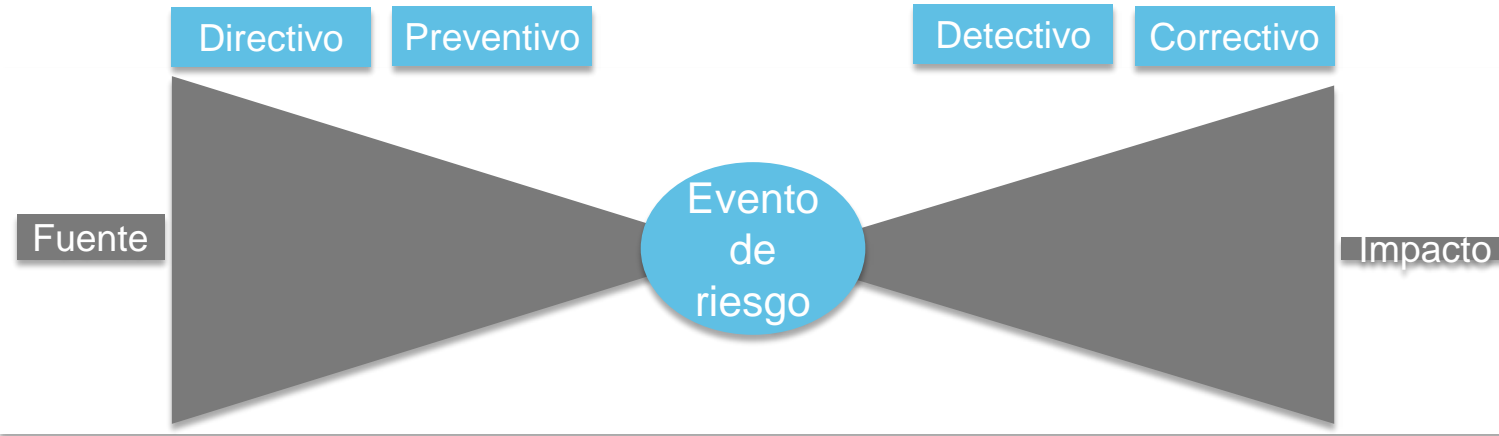 Directivo
Preventivo
Detectivo
Correctivo
Fuente
Evento
de
riesgo
Impacto